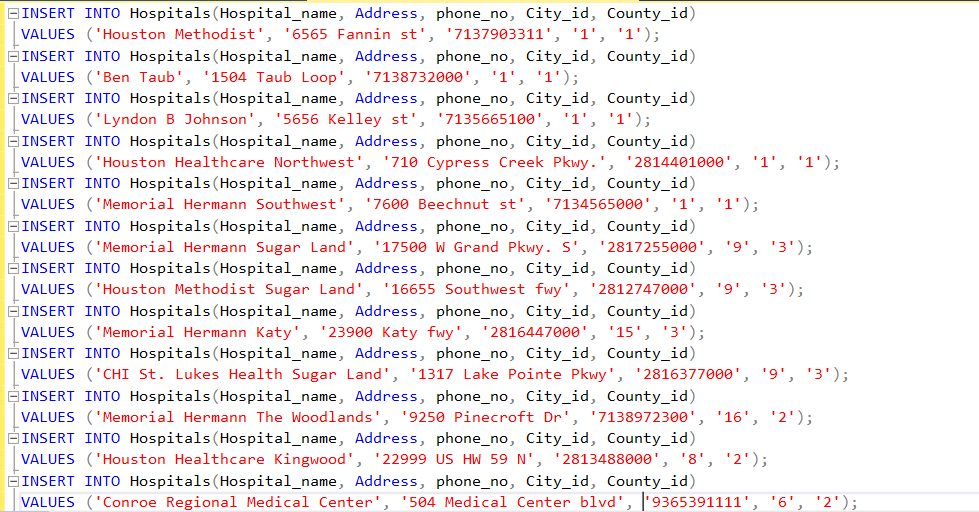 INSERT INTO Hospitals(Hospital_name, Address, phone_no, City_id, County_id)
VALUES ('Houston Methodist', '6565 Fannin st', '7137903311', '1', '1');
INSERT INTO Hospitals(Hospital_name, Address, phone_no, City_id, County_id)
VALUES ('Ben Taub', '1504 Taub Loop', '7138732000', '1', '1');
INSERT INTO Hospitals(Hospital_name, Address, phone_no, City_id, County_id)
VALUES ('Lyndon B Johnson', '5656 Kelley st', '7135665100', '1', '1');
INSERT INTO Hospitals(Hospital_name, Address, phone_no, City_id, County_id)
VALUES ('Houston Healthcare Northwest', '710 Cypress Creek Pkwy.', '2814401000', '1', '1');
INSERT INTO Hospitals(Hospital_name, Address, phone_no, City_id, County_id)
VALUES ('Memorial Hermann Southwest', '7600 Beechnut st', '7134565000', '1', '1');
INSERT INTO Hospitals(Hospital_name, Address, phone_no, City_id, County_id)
VALUES ('Memorial Hermann Sugar Land', '17500 W Grand Pkwy. S', '2817255000', '9', '3');
INSERT INTO Hospitals(Hospital_name, Address, phone_no, City_id, County_id)
VALUES ('Houston Methodist Sugar Land', '16655 Southwest fwy', '2812747000', '9', '3');
INSERT INTO Hospitals(Hospital_name, Address, phone_no, City_id, County_id)
VALUES ('Memorial Hermann Katy', '23900 Katy fwy', '2816447000', '15', '3');
INSERT INTO Hospitals(Hospital_name, Address, phone_no, City_id, County_id)
VALUES ('CHI St. Lukes Health Sugar Land', '1317 Lake Pointe Pkwy', '2816377000', '9', '3');
INSERT INTO Hospitals(Hospital_name, Address, phone_no, City_id, County_id)
VALUES ('Memorial Hermann The Woodlands', '9250 Pinecroft Dr', '7138972300', '16', '2');
INSERT INTO Hospitals(Hospital_name, Address, phone_no, City_id, County_id)
VALUES ('Houston Healthcare Kingwood', '22999 US HW 59 N', '2813488000', '8', '2');
INSERT INTO Hospitals(Hospital_name, Address, phone_no, City_id, County_id)
VALUES ('Conroe Regional Medical Center', '504 Medical Center blvd', '9365391111', '6', '2');